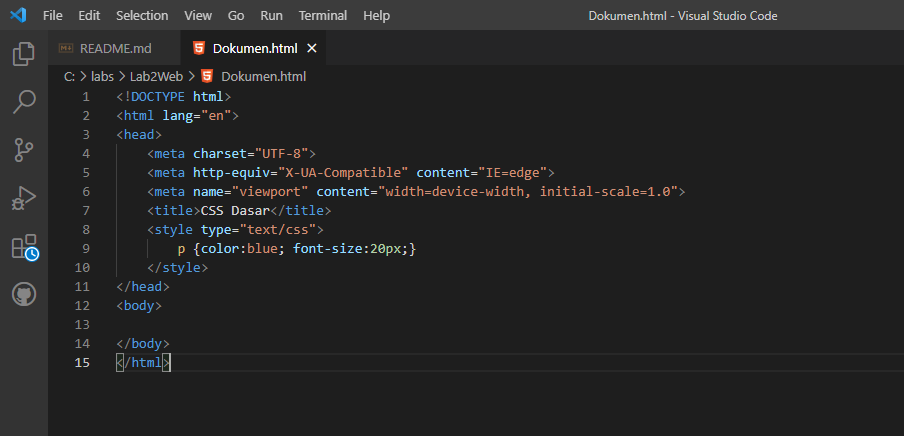 File Edit Selection View Go Run Terminal Help Dokumen.html - Visual Studio Code
README.md Dokumen.html
C: > labs > Lab2Web > Dokumen.html
1 <!DOCTYPE html>
2 <html lang="en">
3 <head>
4 <meta charset="UTF-8">
5 <meta http-equiv="X-UA-Compatible" content="IE=edge">
6 <meta name="viewport" content="width=device-width, initial-scale=1.0">
7 <title>CSS Dasar</title>
8 <style type="text/css">
9 p {color:blue; font-size:20px;}
10 </style>
11 </head>
12 <body>
13
14 </body>
15 </html>